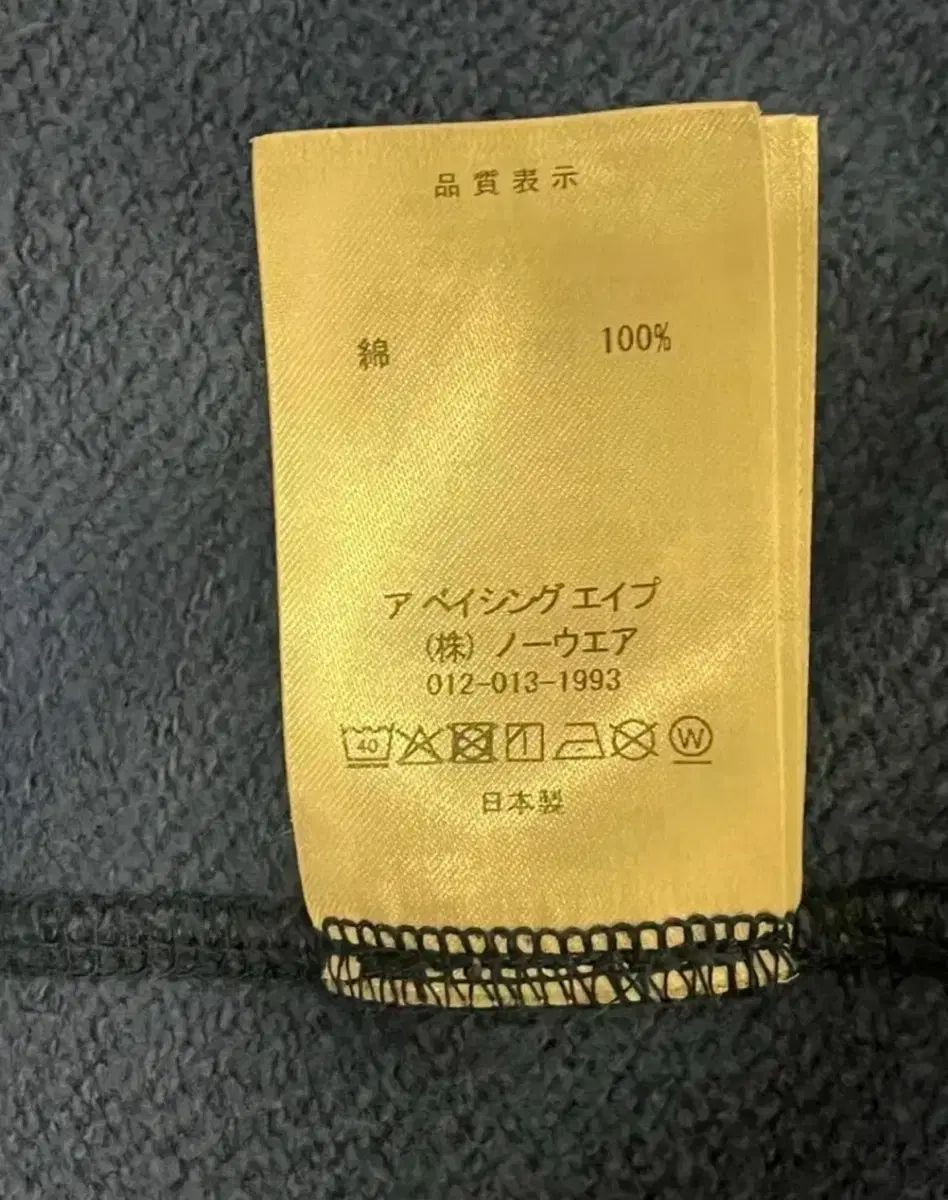 品質表示
綿 100%
ア ベイシング エイプ
(株) ノーウエア
012-013-1993
40 W
日本製